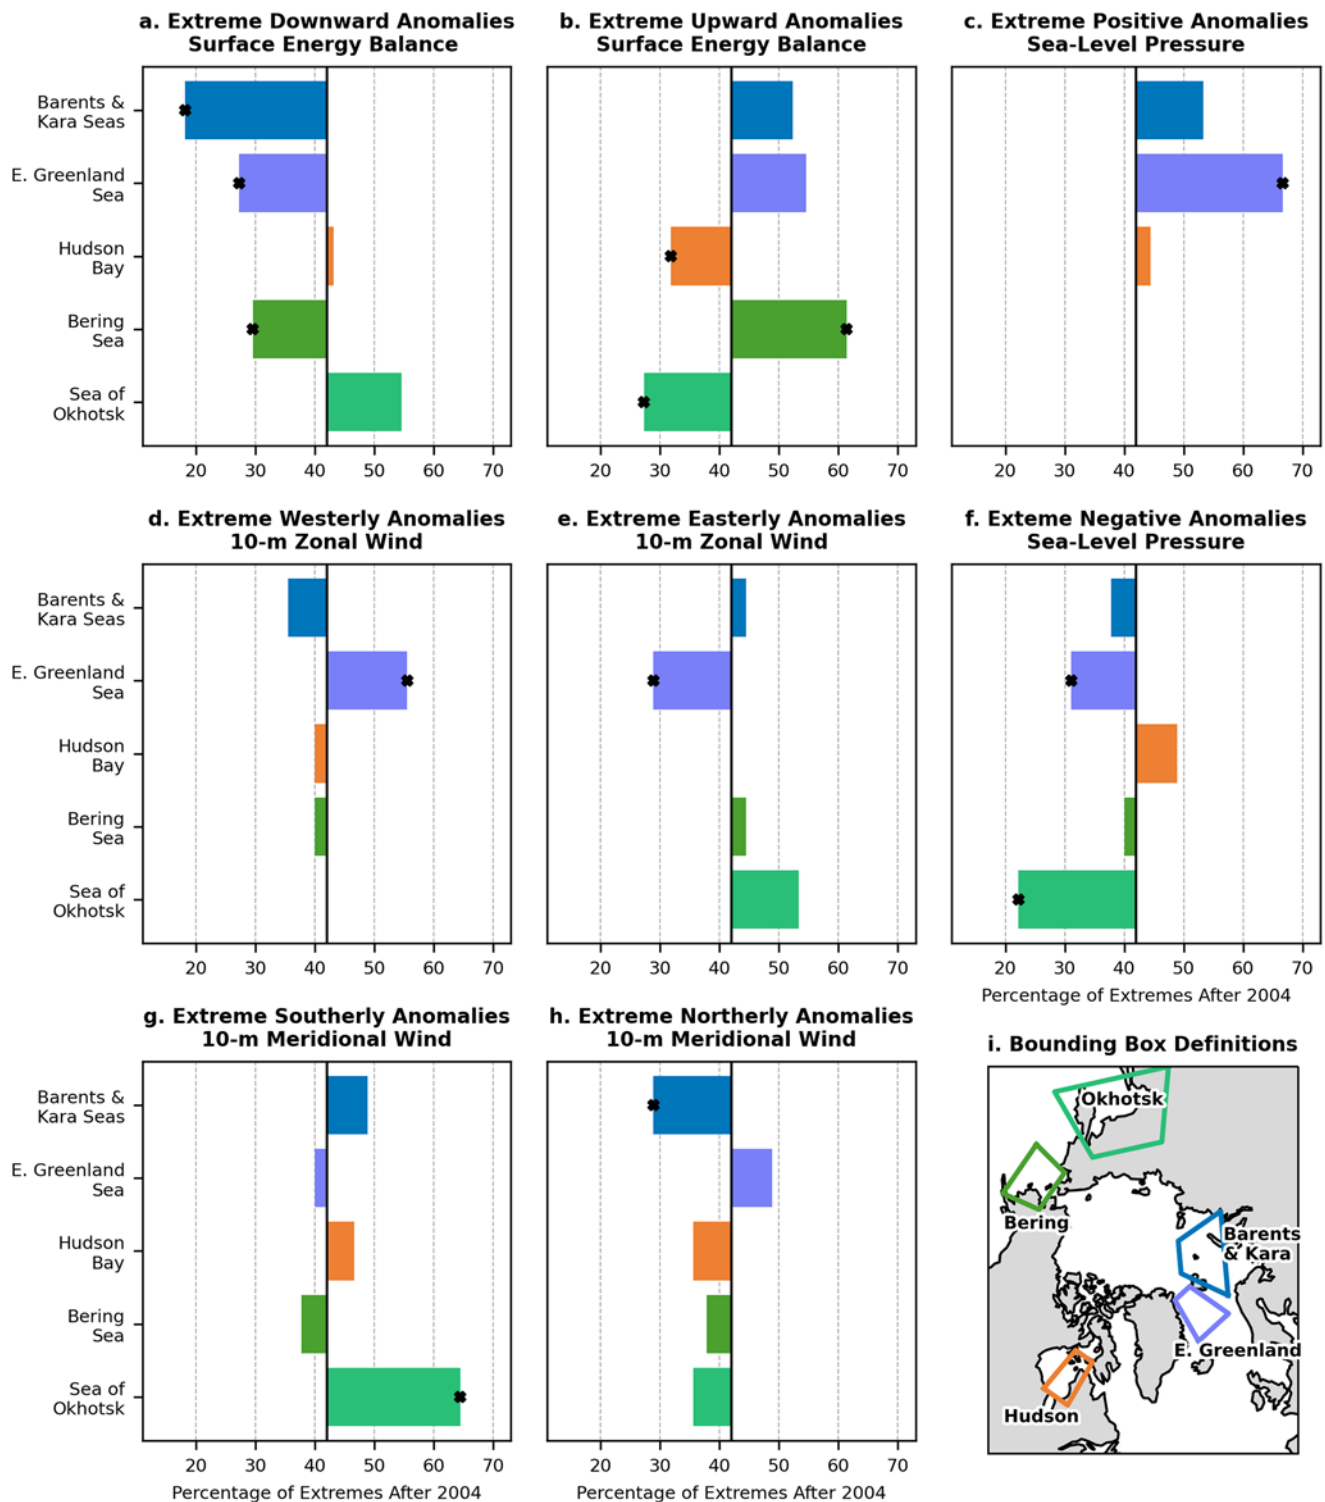 a. Extreme Downward Anomalies
Surface Energy Balance
b. Extreme Upward Anomalies
Surface Energy Balance
c. Extreme Positive Anomalies
Sea-Level Pressure
Barents &
Kara Seas
E. Greenland
Sea
Hudson
Bay
Bering
Sea
Sea of
Okhotsk
20 30 40 50 60 70
20 30 40 50 60 70
20 30 40 50 60 70
d. Extreme Westerly Anomalies
10-m Zonal Wind
e. Extreme Easterly Anomalies
10-m Zonal Wind
f. Exteme Negative Anomalies
Sea-Level Pressure
Barents &
Kara Seas
E. Greenland
Sea
Hudson
Bay
Bering
Sea
Sea of
Okhotsk
20 30 40 50 60 70
20 30 40 50 60 70
20 30 40 50 60 70
Percentage of Extremes After 2004
g. Extreme Southerly Anomalies
10-m Meridional Wind
h. Extreme Northerly Anomalies
10-m Meridional Wind
i. Bounding Box Definitions
Barents &
Kara Seas
E. Greenland
Sea
Hudson
Bay
Bering
Sea
Sea of
Okhotsk
20 30 40 50 60 70
Percentage of Extremes After 2004
20 30 40 50 60 70
Percentage of Extremes After 2004
Okhotsk
Bering
Barents
& Kara
E. Greenland
Hudson